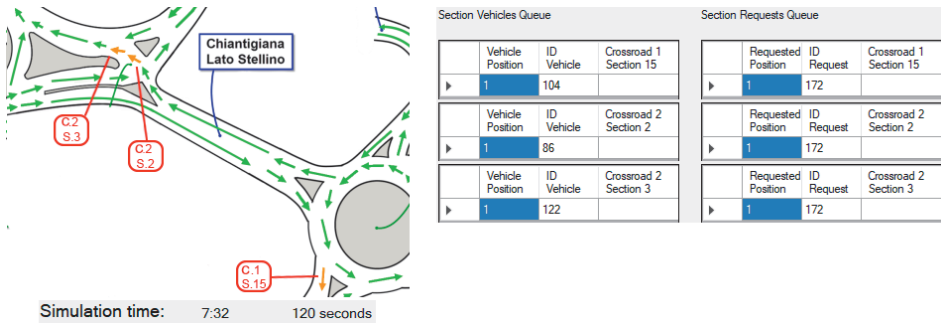 Chiantigiana
Lato Stellino
C.2
S.3
C.2
S.2
C.1
S.15
Simulation time: 7:32 120 seconds
Section Vehicles Queue
Vehicle Position ID Vehicle Crossroad 1 Section 15
1 104
Vehicle Position ID Vehicle Crossroad 2 Section 2
1 86
Vehicle Position ID Vehicle Crossroad 2 Section 3
1 122
Section Requests Queue
Requested Position ID Request Crossroad 1 Section 15
1 172
Requested Position ID Request Crossroad 2 Section 2
1 172
Requested Position ID Request Crossroad 2 Section 3
1 172